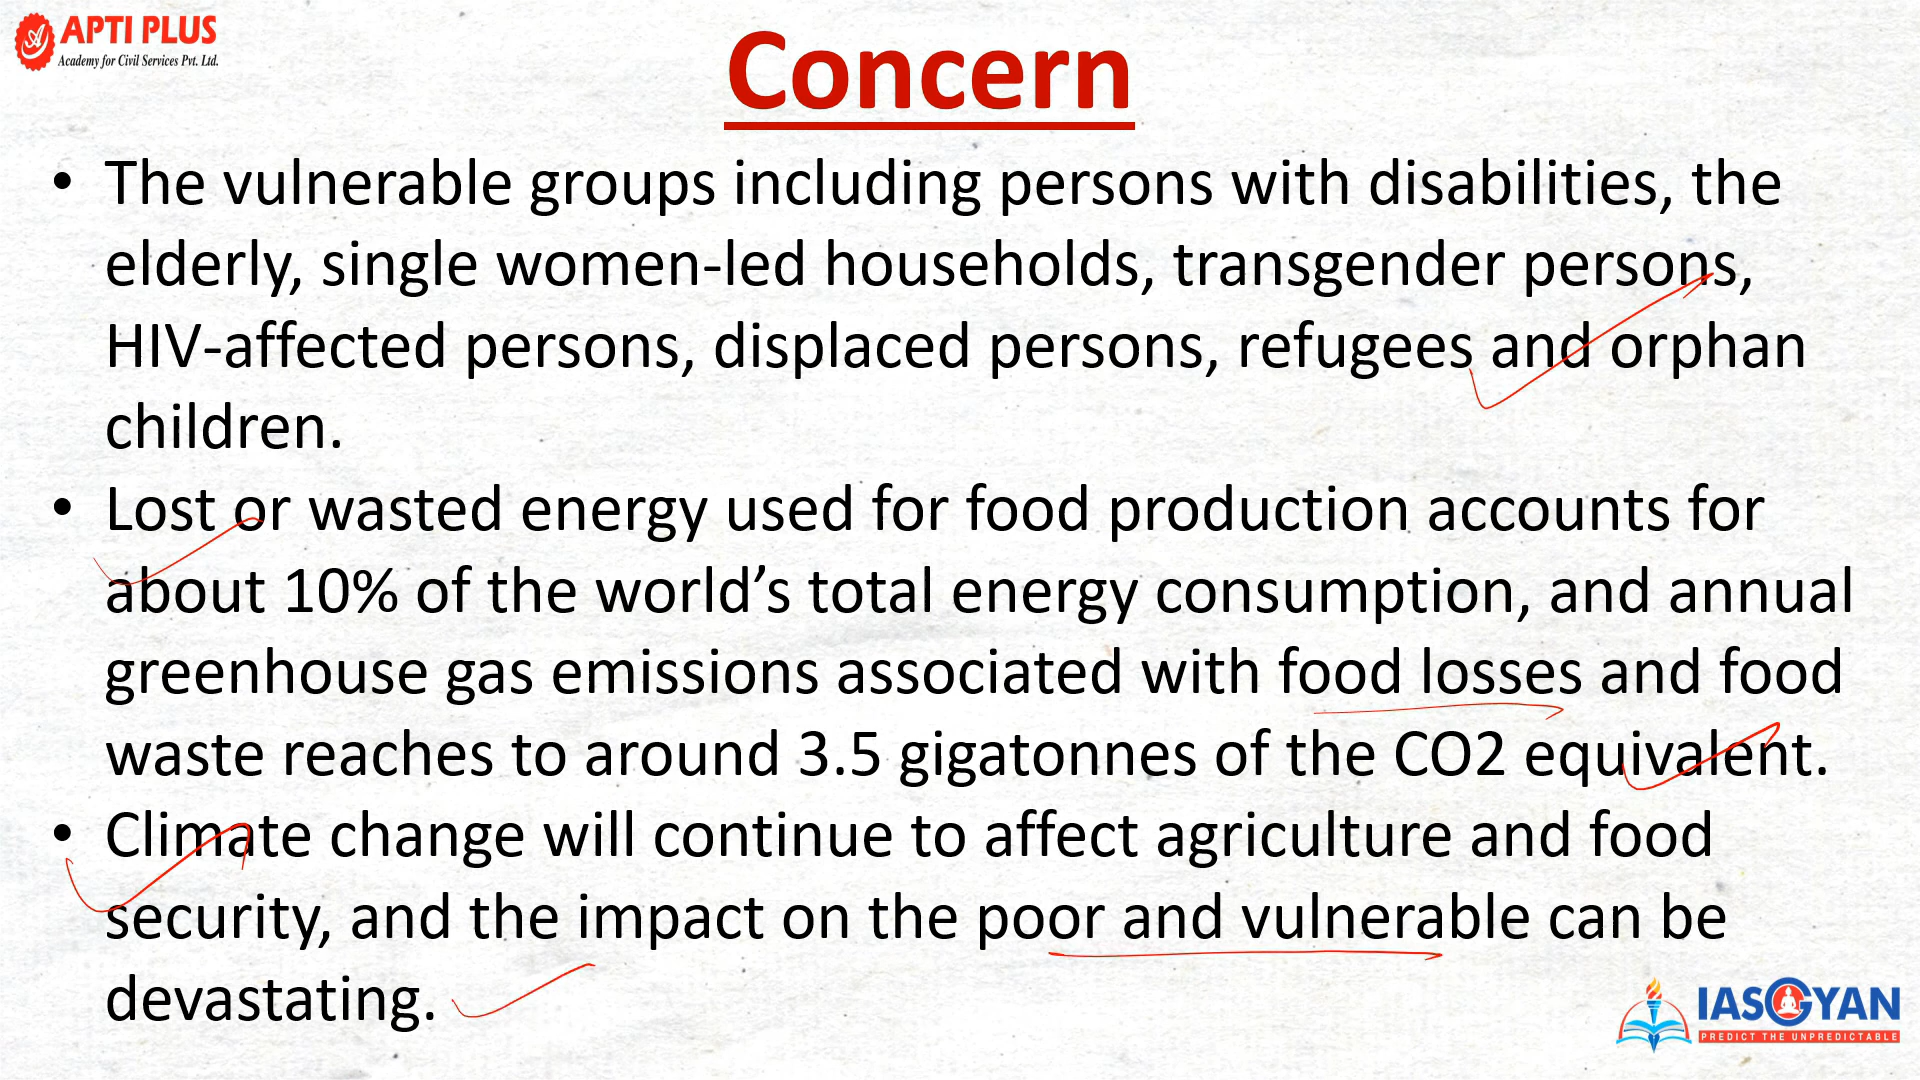 APTI PLUS
Academy for Civil Services Pvt. Ltd.
Concern
• The vulnerable groups including persons with disabilities, the
elderly, single women-led households, transgender persons,
HIV-affected persons, displaced persons, refugees and orphan
children.
• Lost or wasted energy used for food production accounts for
about 10% of the world’s total energy consumption, and annual
greenhouse gas emissions associated with food losses and food
waste reaches to around 3.5 gigatonnes of the CO2 equivalent.
• Climate change will continue to affect agriculture and food
security, and the impact on the poor and vulnerable can be
devastating.
IASGYAN
PREDICT THE UNPREDICTABLE